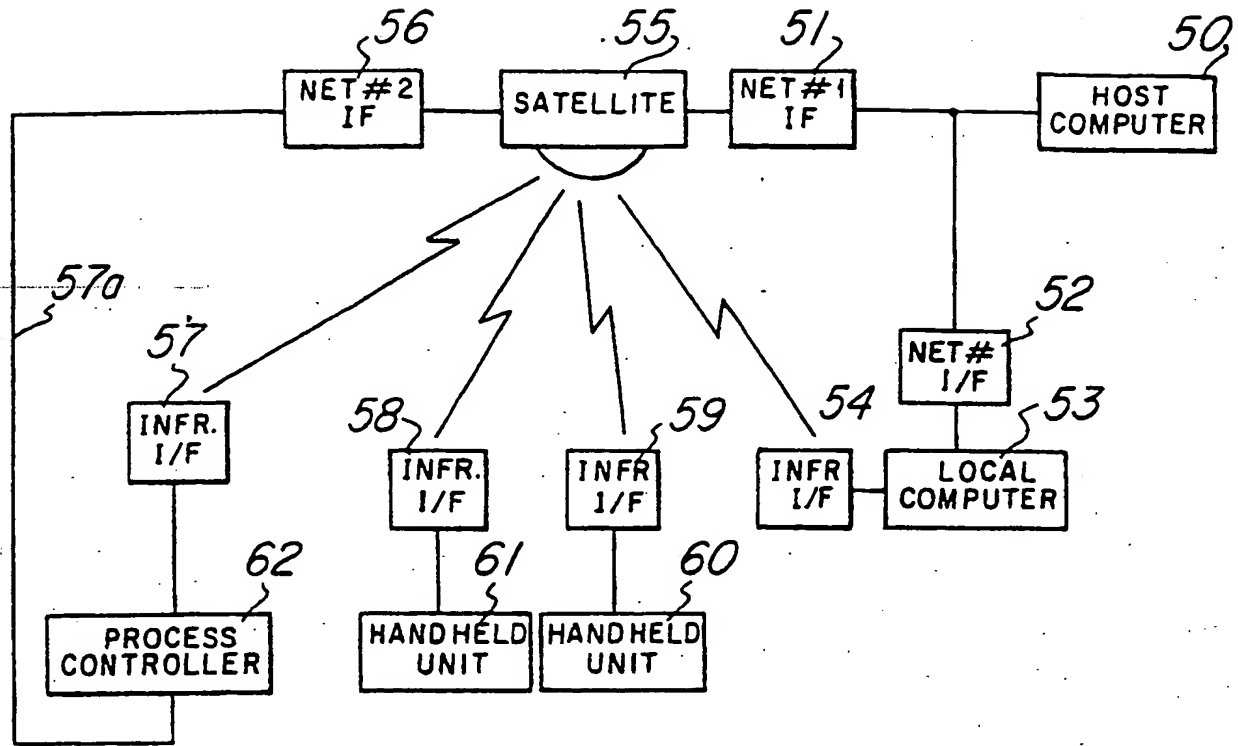 56
55
51
50
NET #2
IF
SATELLITE
NET #1
IF
HOST
COMPUTER
57a
57
52
NET #
I/F
58
59
54
53
INFR.
I/F
INFR.
I/F
INFR
I/F
INFR
I/F
LOCAL
COMPUTER
62
61
60
PROCESS
CONTROLLER
HAND HELD
UNIT
HAND HELD
UNIT